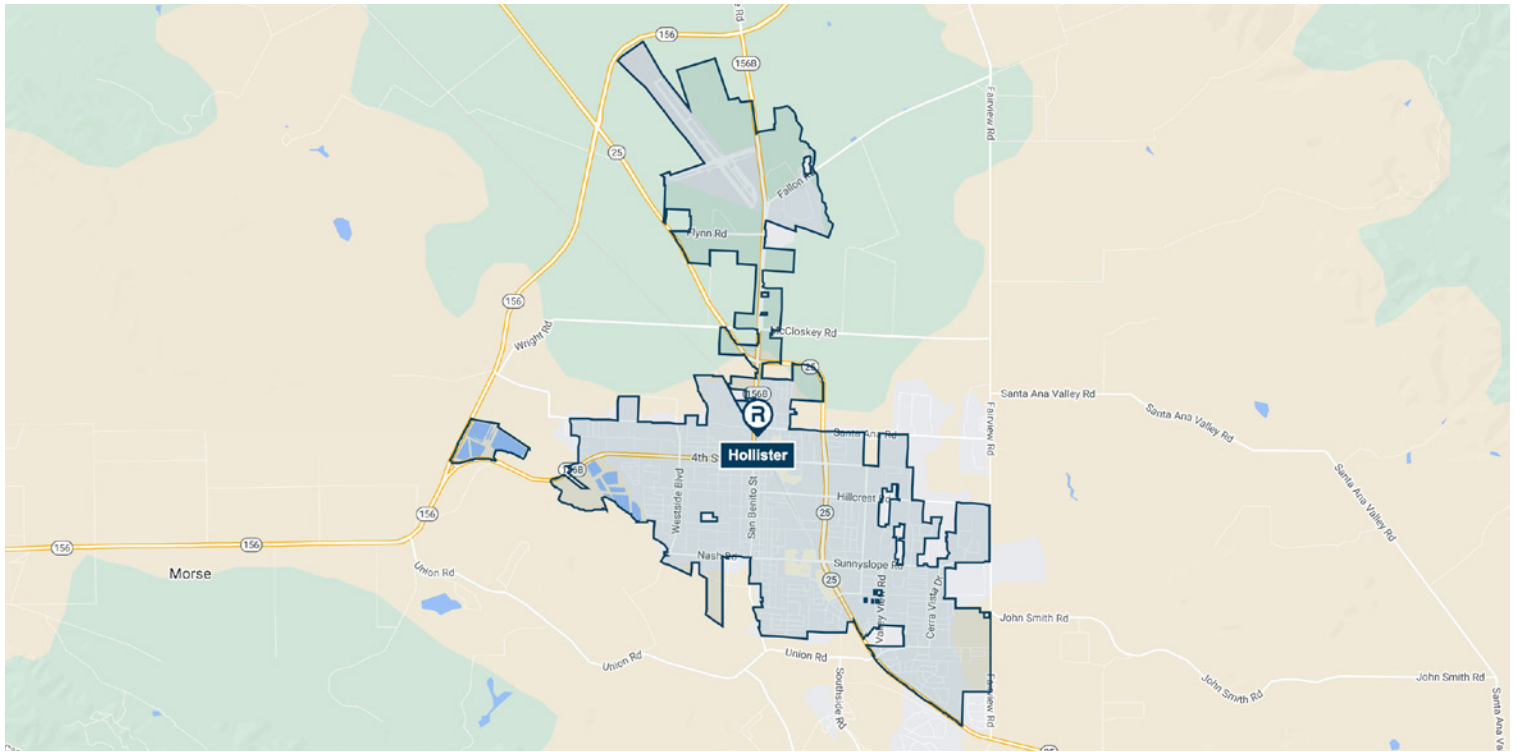 156
Rd
156B
25
Fairview Rd
Fallon
Flynn Rd
156
McCloskey Rd
Wright Rd
25
156B
R
Santa Ana Valley Rd
Santa Ana Valley Rd
Fairview Rd
Santa Ana Rd
Hollister
4th S
156B
Santa Ana Valley Rd
Westside Blvd
San Benito St
Hillcrest Rd
25
156
156
156
Morse
Nash Rd
Sunnyslope Rd
Union Rd
25
Valley View Rd
Cerra Vista Dr
John Smith Rd
Union Rd
Union Rd
Southside Rd
John Smith Rd
John Smith Rd
Fairview Rd
Santa Ana V
25